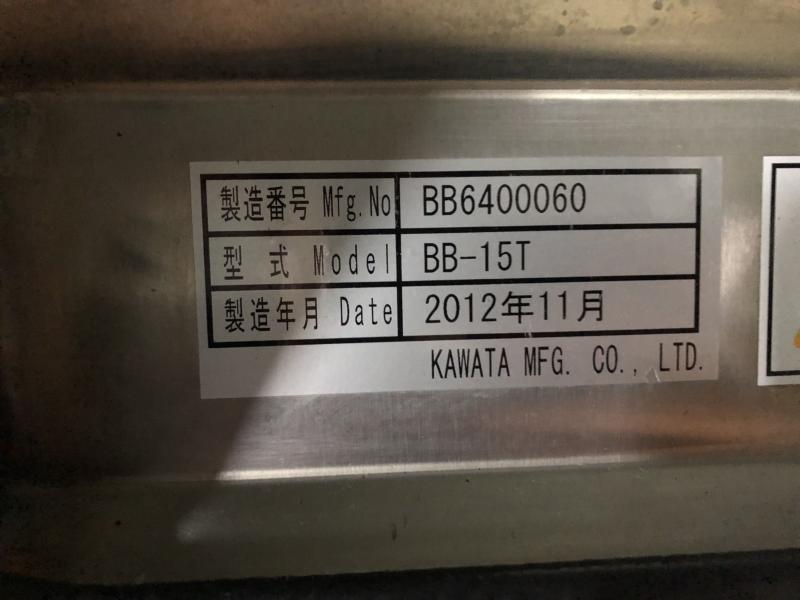 製造番号 Mfg.No BB6400060
型 式 Model BB-15T
製造年月 Date 2012年11月
KAWATA MFG. CO., LTD.